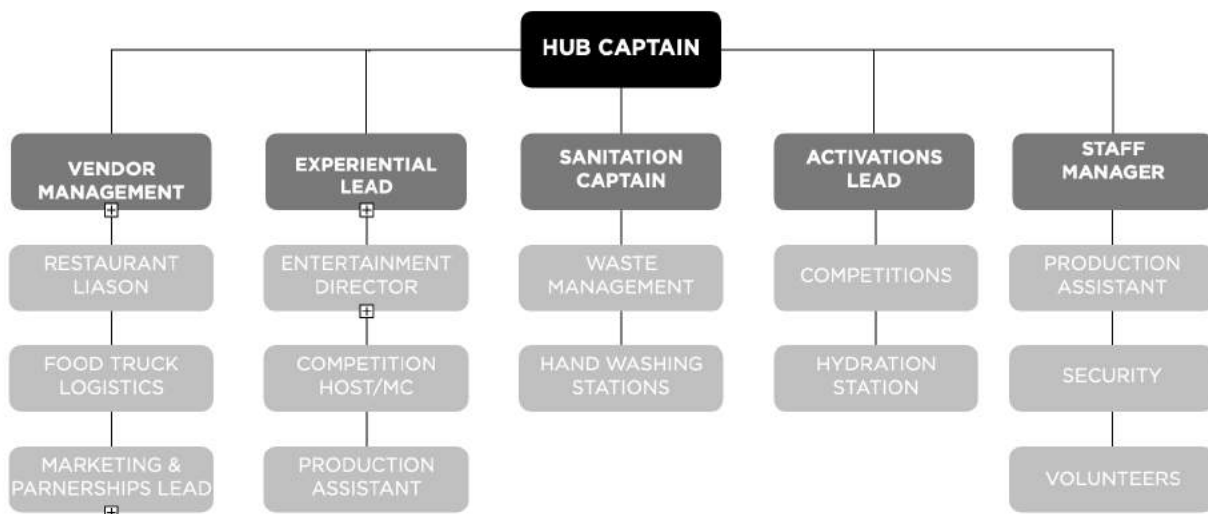 HUB CAPTAIN
VENDOR
MANAGEMENT
EXPERIENTIAL
LEAD
SANITATION
CAPTAIN
ACTIVATIONS
LEAD
STAFF
MANAGER
RESTAURANT
LIASON
ENTERTAINMENT
DIRECTOR
WASTE
MANAGEMENT
COMPETITIONS
PRODUCTION
ASSISTANT
FOOD TRUCK
LOGISTICS
COMPETITION
HOST/MC
HAND WASHING
STATIONS
HYDRATION
STATION
SECURITY
MARKETING &
PARNERSHIPS LEAD
PRODUCTION
ASSISTANT
VOLUNTEERS